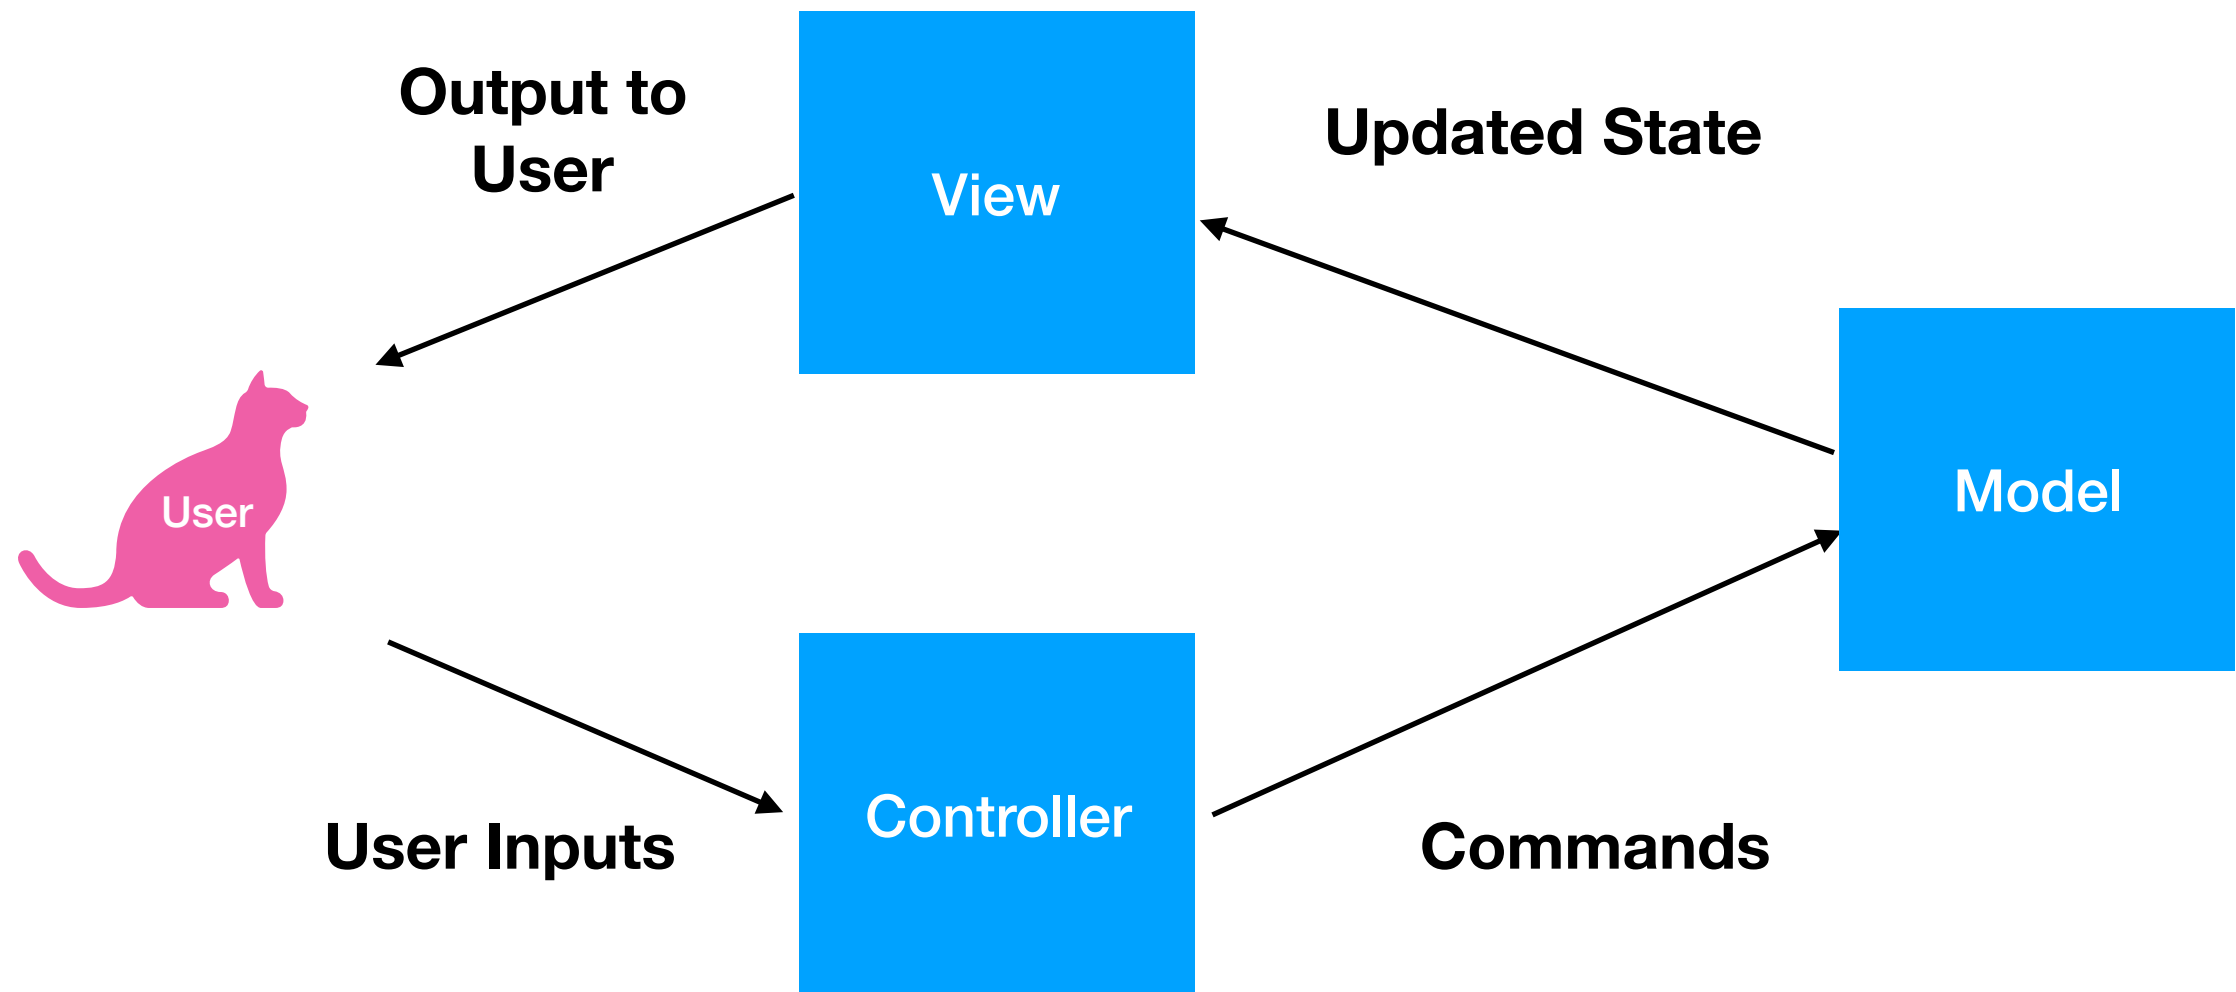 Output to
User
View
Updated State
User
Model
User Inputs
Controller
Commands